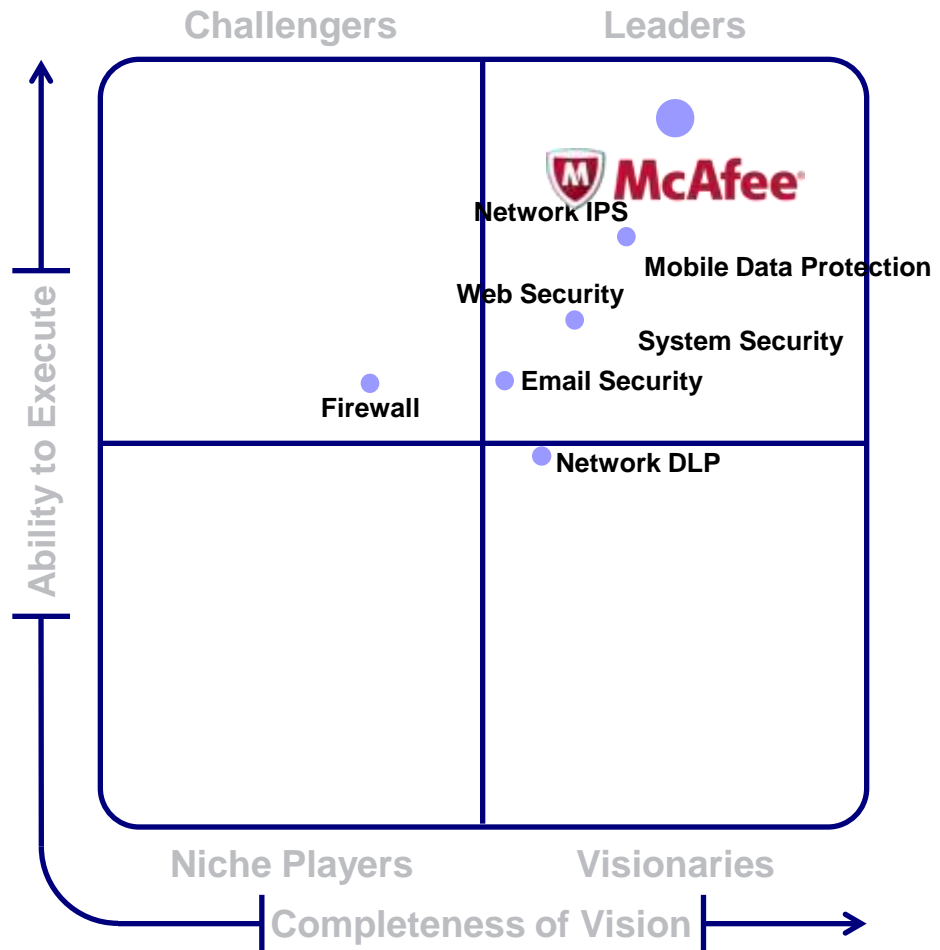 Challengers
Leaders
M McAfee®
Network IPS
Mobile Data Protection
Web Security
System Security
Email Security
Firewall
Network DLP
Ability to Execute
Niche Players
Visionaries
Completeness of Vision